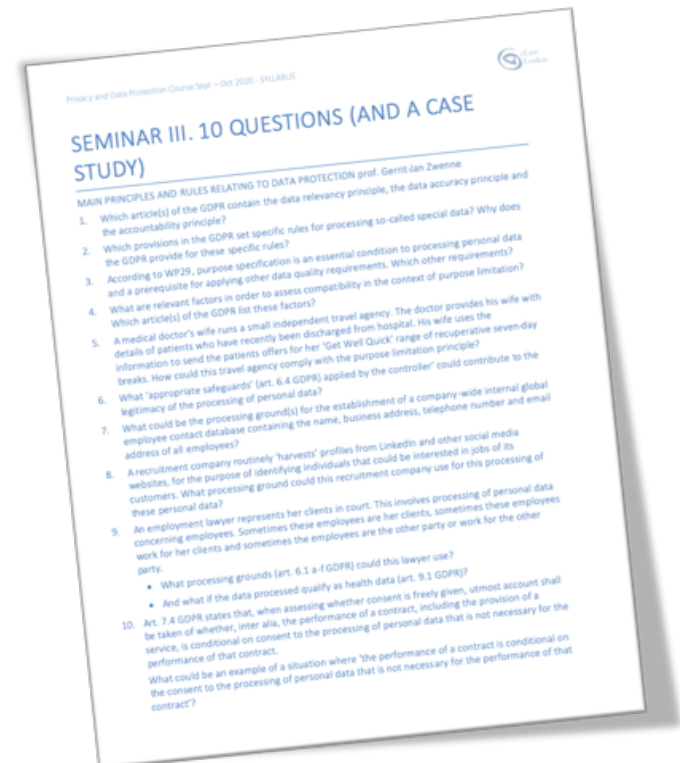 Privacy and Data Protection Course Sept – Oct 2020 - SYLLABUS
eLaw
Leiden
SEMINAR III. 10 QUESTIONS (AND A CASE
STUDY)
MAIN PRINCIPLES AND RULES RELATING TO DATA PROTECTION prof. Gerrit-Jan Zwenne
1. Which article(s) of the GDPR contain the data relevancy principle, the data accuracy principle and
the accountability principle?
2. Which provisions in the GDPR set specific rules for processing so-called special data? Why does
the GDPR provide for these specific rules?
3. According to WP29, purpose specification is an essential condition to processing personal data
and a prerequisite for applying other data quality requirements. Which other requirements?
4. What are relevant factors in order to assess compatibility in the context of purpose limitation?
Which article(s) of the GDPR list these factors?
5. A medical doctor's wife runs a small independent travel agency. The doctor provides his wife with
details of patients who have recently been discharged from hospital. His wife uses the
information to send the patients offers for her 'Get Well Quick' range of recuperative seven-day
breaks. How could this travel agency comply with the purpose limitation principle?
6. What 'appropriate safeguards' (art. 6.4 GDPR) applied by the controller' could contribute to the
legitimacy of the processing of personal data?
7. What could be the processing ground(s) for the establishment of a company-wide internal global
employee contact database containing the name, business address, telephone number and email
address of all employees?
8. A recruitment company routinely 'harvests' profiles from LinkedIn and other social media
websites, for the purpose of identifying individuals that could be interested in jobs of its
customers. What processing ground could this recruitment company use for this processing of
these personal data?
9. An employment lawyer represents her clients in court. This involves processing of personal data
concerning employees. Sometimes these employees are her clients, sometimes these employees
work for her clients and sometimes the employees are the other party or work for the other
party.
• What processing grounds (art. 6.1 a-f GDPR) could this lawyer use?
• And what if the data processed qualify as health data (art. 9.1 GDPR)?
10. Art. 7.4 GDPR states that, when assessing whether consent is freely given, utmost account shall
be taken of whether, inter alia, the performance of a contract, including the provision of a
service, is conditional on consent to the processing of personal data that is not necessary for the
performance of that contract.
What could be an example of a situation where 'the performance of a contract is conditional on
the consent to the processing of personal data that is not necessary for the performance of that
contract'?